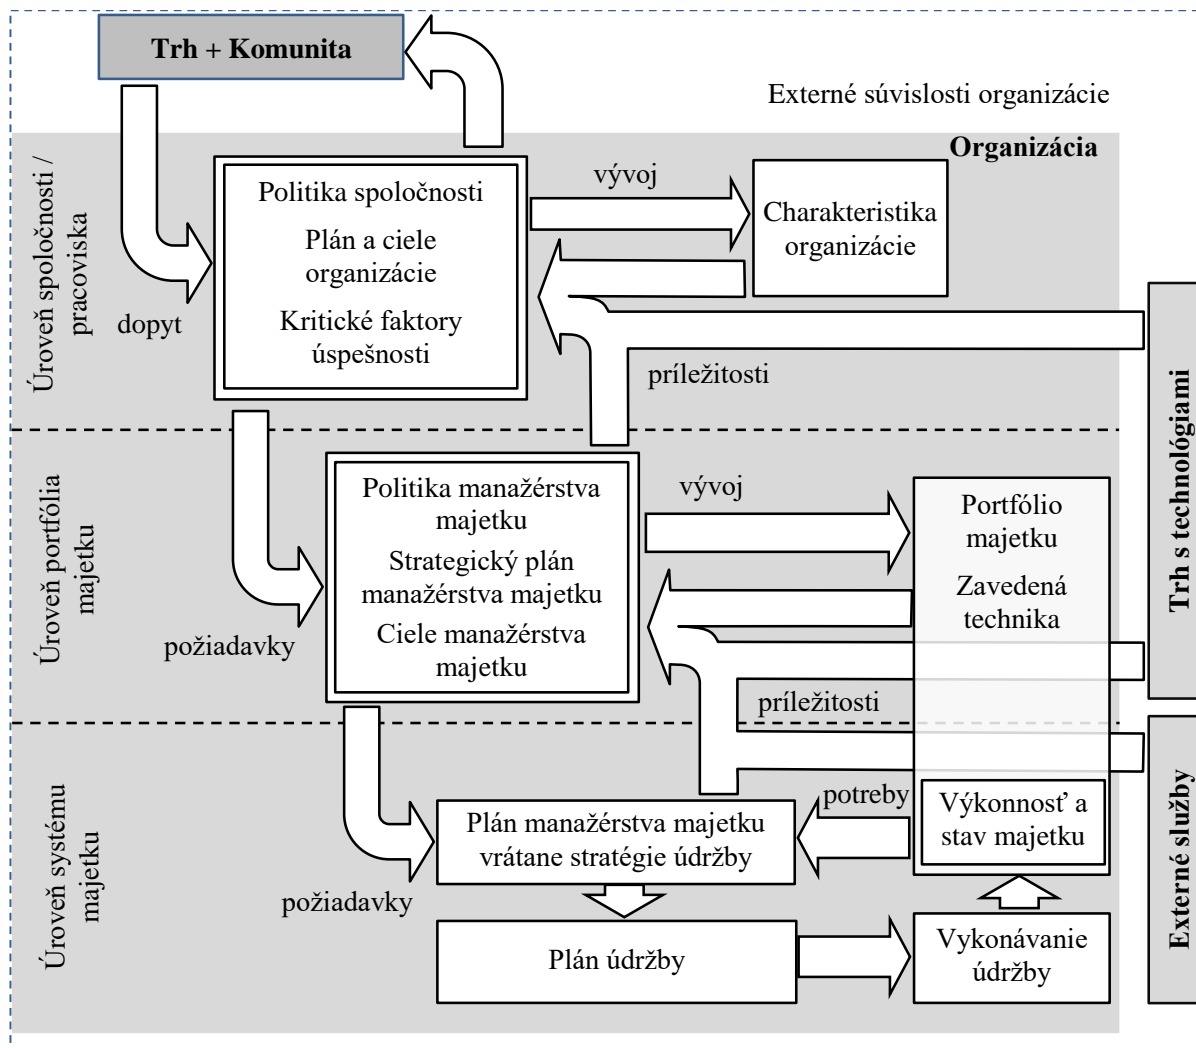 Trh + Komunita
Externé súvislosti organizácie
Organizácia
Úroveň spoločnosti /
pracoviska
dopyt
Politika spoločnosti
Plán a ciele
organizácie
Kritické faktory
úspešnosti
vývoj
Charakteristika
organizácie
príležitosti
Trh s technológiami
Úroveň portfólia
majetku
požiadavky
Politika manažérstva
majetku
Strategický plán
manažérstva majetku
Ciele manažérstva
majetku
vývoj
Portfólio
majetku
Zavedená
technika
príležitosti
Externé služby
Úroveň systému
majetku
požiadavky
Plán manažérstva majetku
vrátane stratégie údržby
potreby
Výkonnosť a
stav majetku
Plán údržby
Vykonávanie
údržby